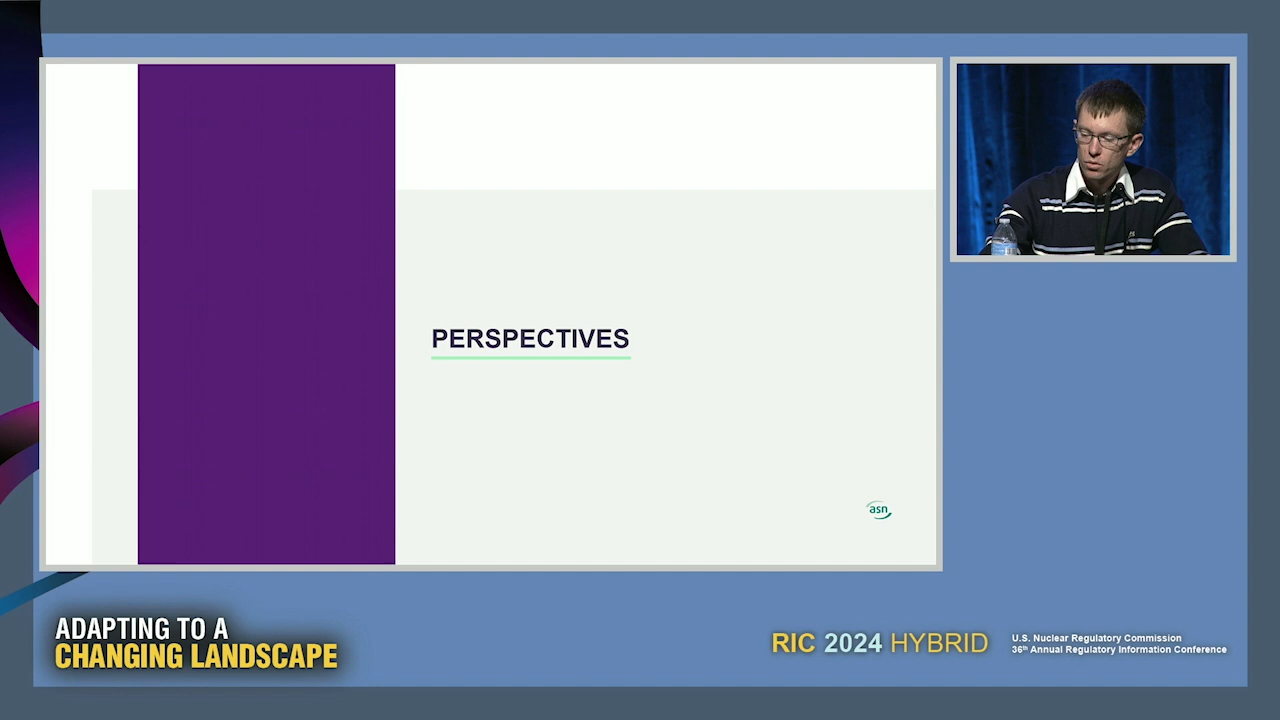 PERSPECTIVES
asn
ADAPTING TO A
CHANGING LANDSCAPE
RIC 2024 HYBRID
U.S. Nuclear Regulatory Commission
36th Annual Regulatory Information Conference